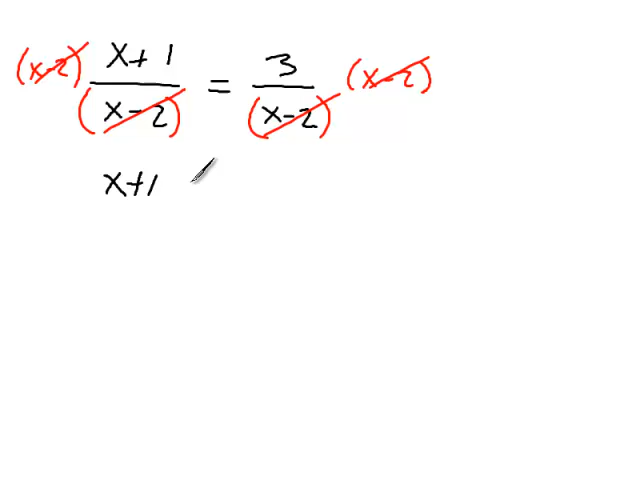 (x-2) x+1 / (x-2) = 3 / (x-2) (x-2)
x+1